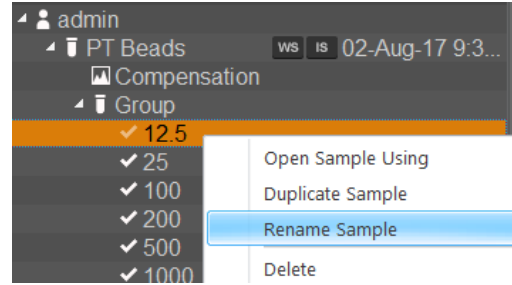 admin
PT Beads WS IS 02-Aug-17 9:3...
Compensation
Group
12.5
25
100
200
500
1000
Open Sample Using
Duplicate Sample
Rename Sample
Delete